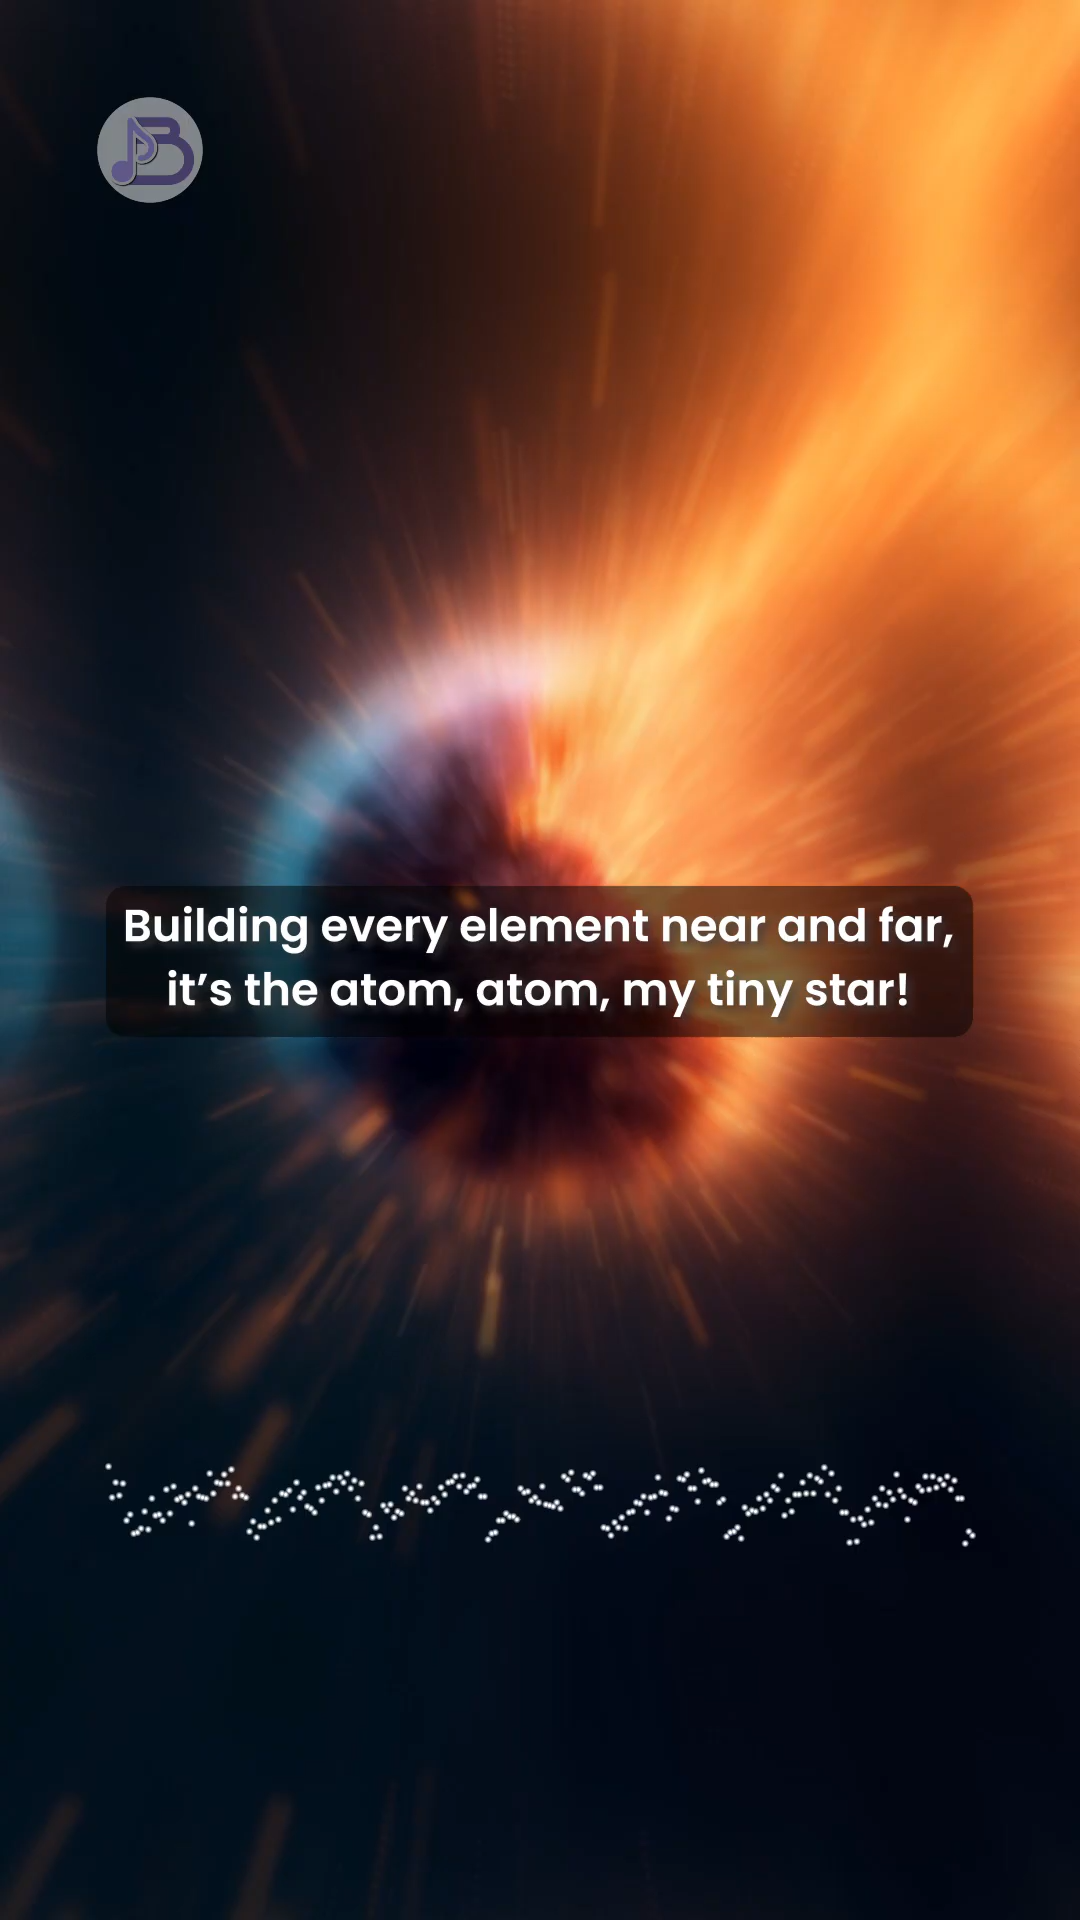 Building every element near and far,
it’s the atom, atom, my tiny star!